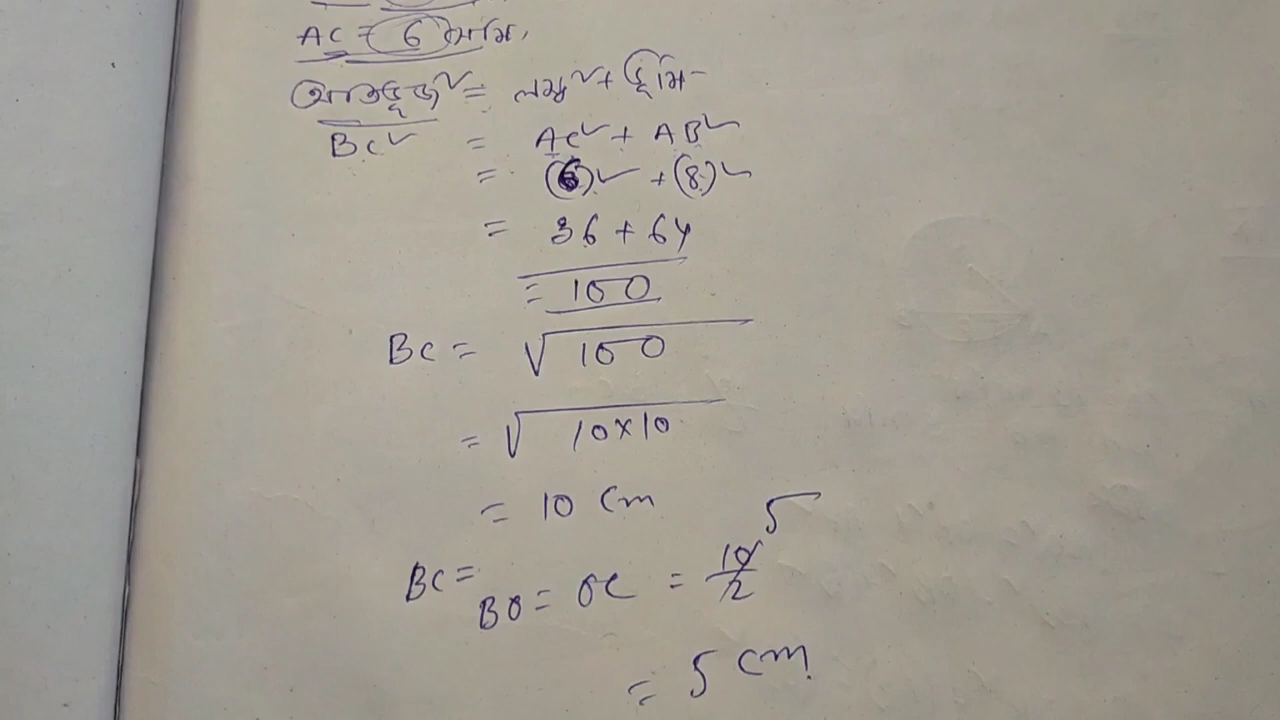 AC = 6 সেমি,
অতিভূজ² = লম্ব² + ভূমি
BC² = AC² + AB²
= (6)² + (8)²
= 36 + 64
= 100
BC = √100
= √10×10
= 10 cm
BC =
BO = OC = 10/2 5
= 5 cm